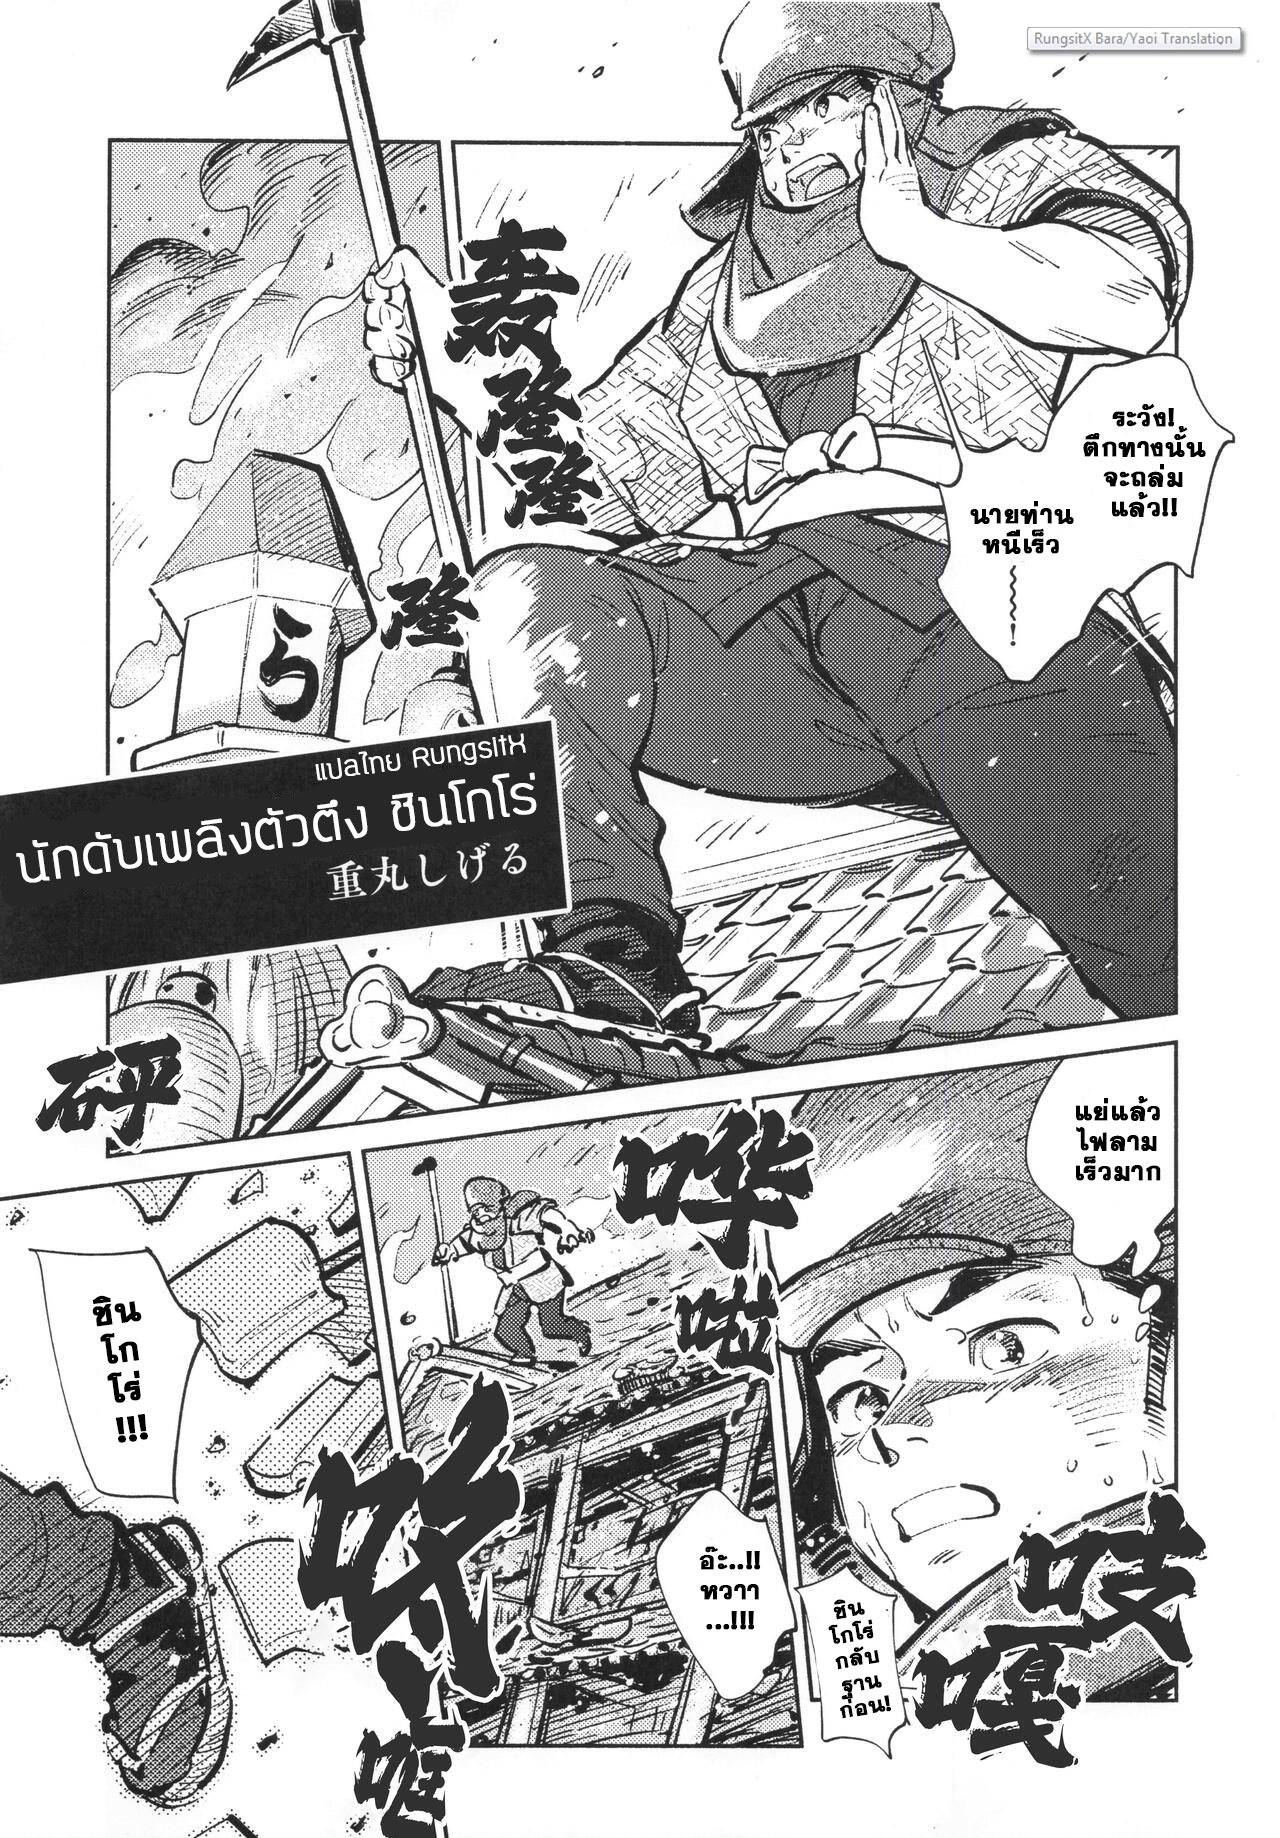 RungsitX Bara/Yaoi Translation
ระวัง!
ตึกทางนั้น
จะถล่ม
แล้ว!!
นายท่าน
หนีเร็ว
~~~!
隆
隆
隆
ら
แปลไทย RungsitX
นักดับเพลิงตัวตึง ชินโกโร่
重丸しげる
砰
แย่แล้ว
ไฟลาม
เร็วมาก
哗
啦
吱
嘎
ชิน
โกโร่
กลับ
ฐาน
ก่อน!
อ๊ะ..!!
หวาา
...!!!
ชิน
โก
โร่
!!!